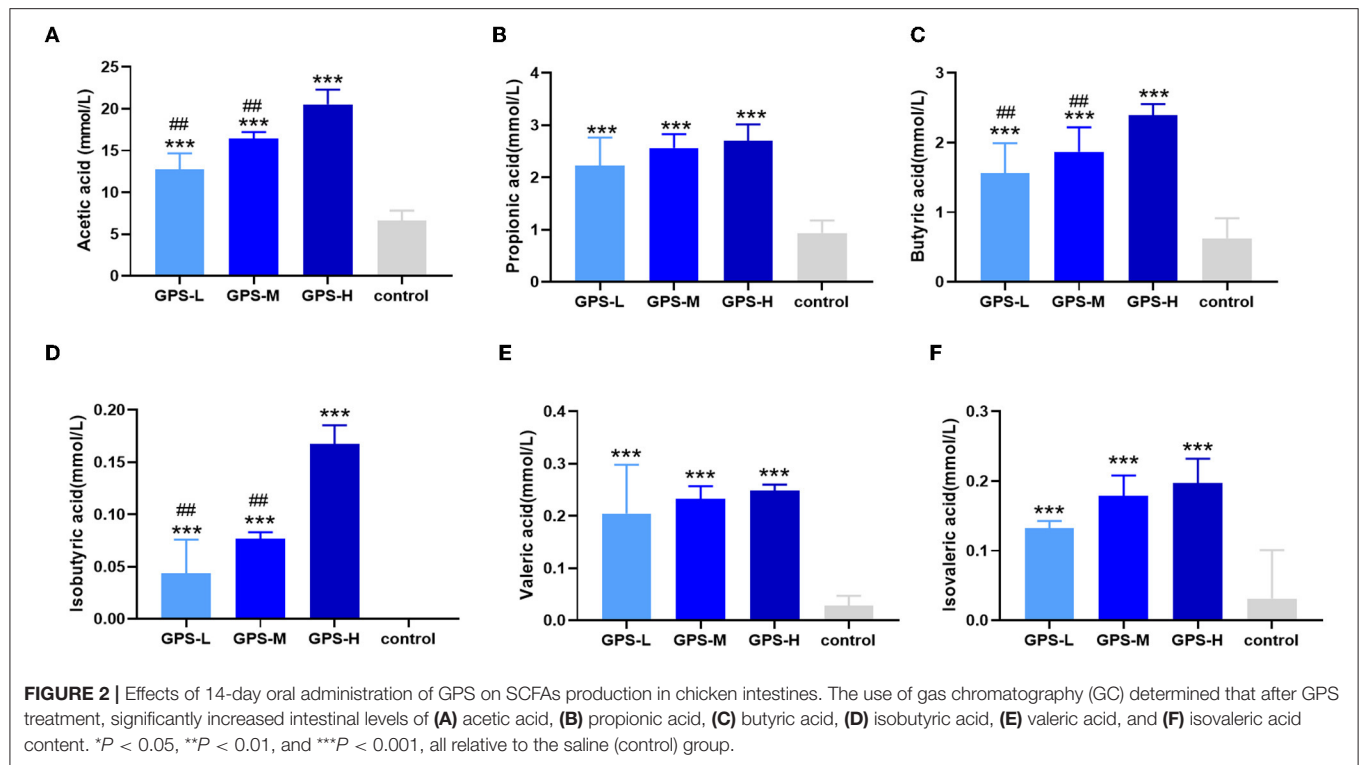 A
Acetic acid (mmol/L)
25
20
15
10
5
0
##
***
##
***
***
GPS-L GPS-M GPS-H control
B
Propionic acid(mmol/L)
4
3
2
1
0
***
***
***
GPS-L GPS-M GPS-H control
C
Butyric acid(mmol/L)
3
2
1
0
##
***
##
***
***
GPS-L GPS-M GPS-H control
D
Isobutyric acid(mmol/L)
0.20
0.15
0.10
0.05
0.00
##
***
##
***
***
GPS-L GPS-M GPS-H control
E
Valeric acid(mmol/L)
0.4
0.3
0.2
0.1
0.0
***
***
***
GPS-L GPS-M GPS-H control
F
Isovaleric acid(mmol/L)
0.3
0.2
0.1
0.0
***
***
***
GPS-L GPS-M GPS-H control
FIGURE 2 | Effects of 14-day oral administration of GPS on SCFAs production in chicken intestines. The use of gas chromatography (GC) determined that after GPS
treatment, significantly increased intestinal levels of (A) acetic acid, (B) propionic acid, (C) butyric acid, (D) isobutyric acid, (E) valeric acid, and (F) isovaleric acid
content. *P < 0.05, **P < 0.01, and ***P < 0.001, all relative to the saline (control) group.